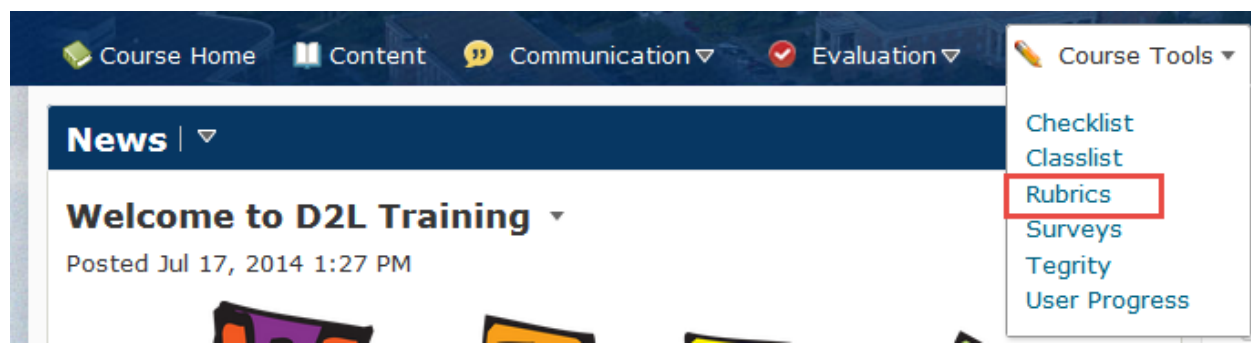 Course Home Content Communication Evaluation Course Tools
News
Welcome to D2L Training
Posted Jul 17, 2014 1:27 PM
Checklist
Classlist
Rubrics
Surveys
Tegrity
User Progress